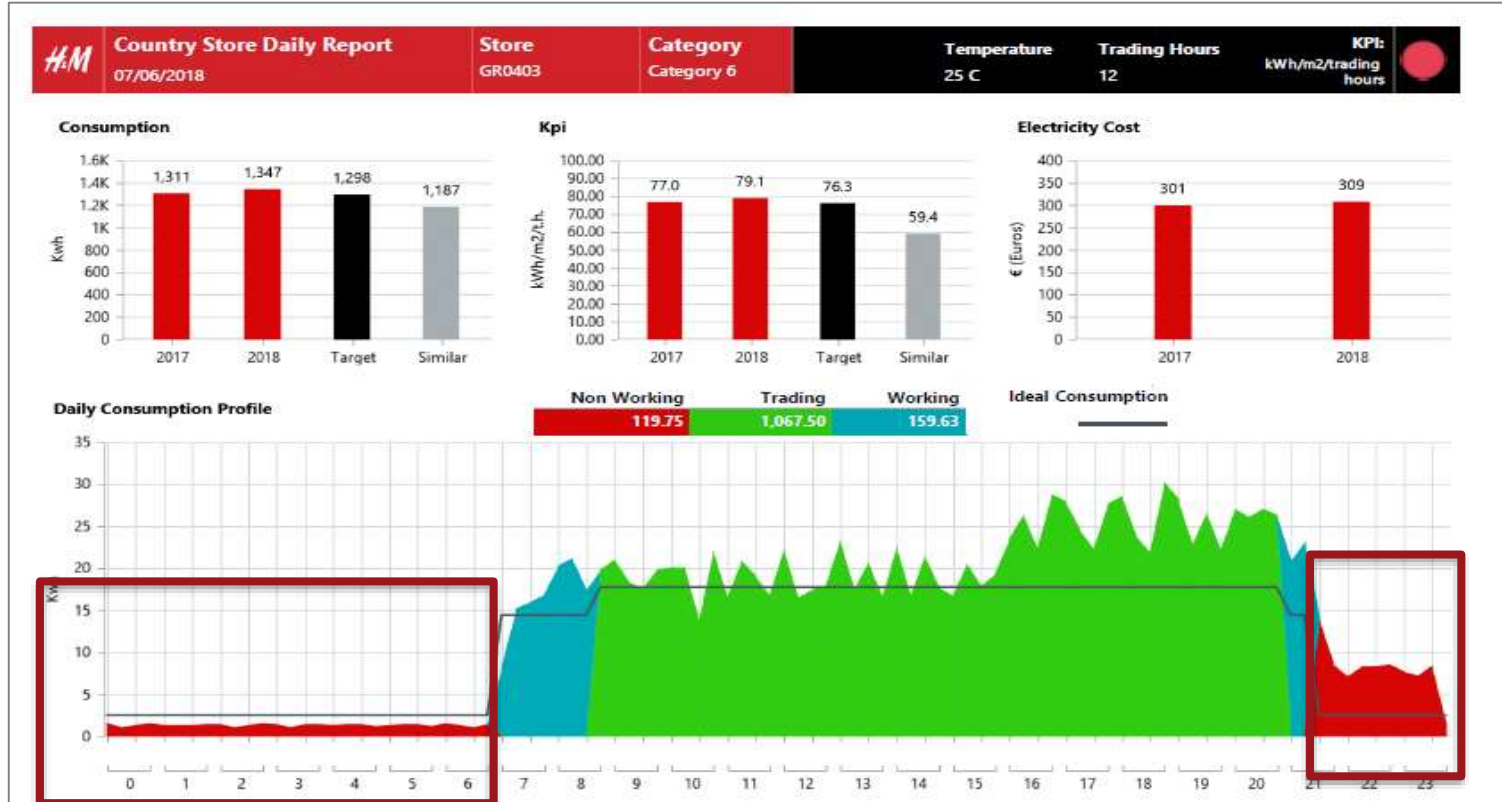 H&M
Country Store Daily Report
07/06/2018
Store
GR0403
Category
Category 6
Temperature
25 C
Trading Hours
12
KPI:
kWh/m2/trading
hours
Consumption
Kwh
1.6K
1.4K
1.2K
1K
800
600
400
200
0
1,311
1,347
1,298
1,187
2017 2018 Target Similar
Kpi
kWh/m2/t.h.
100.00
90.00
80.00
70.00
60.00
50.00
40.00
30.00
20.00
10.00
0.00
77.0
79.1
76.3
59.4
2017 2018 Target Similar
Electricity Cost
€ (Euros)
400
350
300
250
200
150
100
50
0
301
309
2017 2018
Daily Consumption Profile
Non Working Trading Working
119.75 1,067.50 159.63
Ideal Consumption
35
30
25
20
15
10
5
0
0 1 2 3 4 5 6 7 8 9 10 11 12 13 14 15 16 17 18 19 20 21 22 23